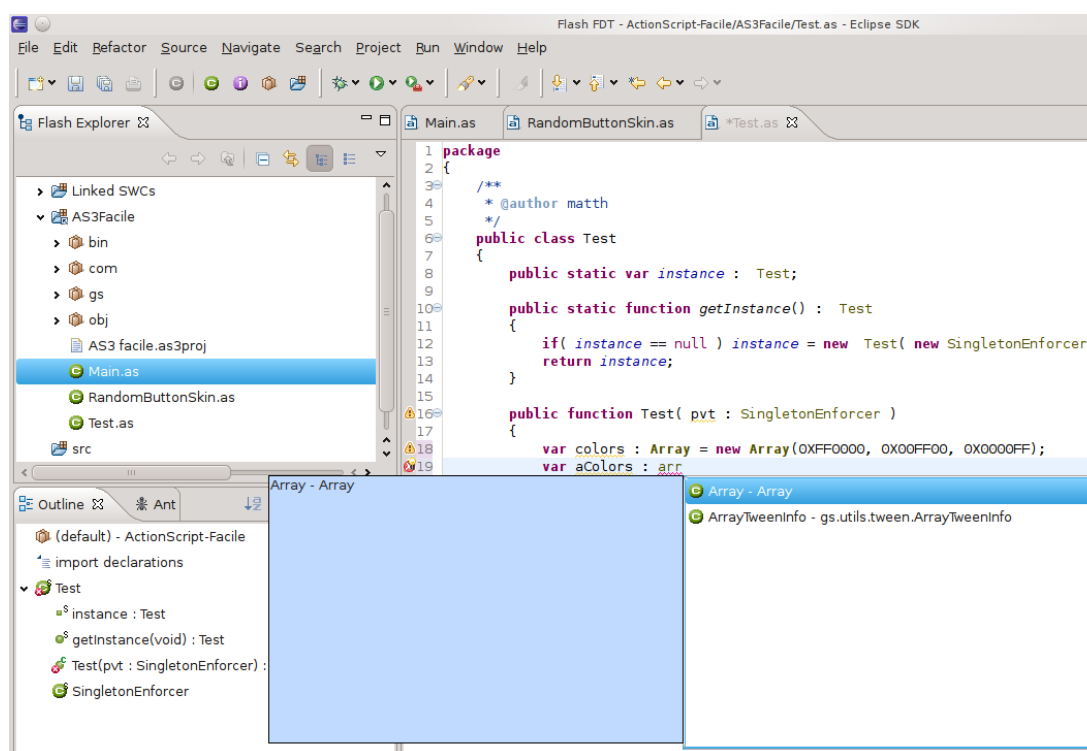 Flash FDT - ActionScript-Facile/AS3Facile/Test.as - Eclipse SDK
File Edit Refactor Source Navigate Search Project Run Window Help
Flash Explorer
Linked SWCs
AS3Facile
bin
com
gs
obj
AS3 facile.as3proj
Main.as
RandomButtonSkin.as
Test.as
src
Main.as RandomButtonSkin.as *Test.as
1 package
2 {
3 /**
4 * @author matth
5 */
6 public class Test
7 {
8 public static var instance : Test;
9
10 public static function getInstance() : Test
11 {
12 if( instance == null ) instance = new Test( new SingletonEnforcer
13 return instance;
14 }
15
16 public function Test( pvt : SingletonEnforcer )
17 {
18 var colors : Array = new Array(0XFF0000, 0X00FF00, 0X0000FF);
19 var aColors : arr
Array - Array
Array - Array
ArrayTweenInfo - gs.utils.tween.ArrayTweenInfo
Outline Ant
(default) - ActionScript-Facile
import declarations
Test
instance : Test
getInstance(void) : Test
Test(pvt : SingletonEnforcer) :
SingletonEnforcer